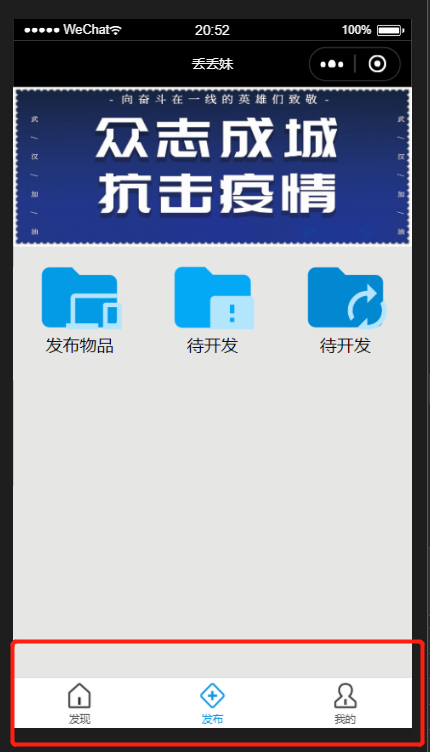 WeChat 20:52 100%
丢丢妹
- 向奋斗在一线的英雄们致敬 -
众志成城
抗击疫情
武 / 汉 / 加 / 油
武 / 汉 / 加 / 油
发布物品 待开发 待开发
发现 发布 我的